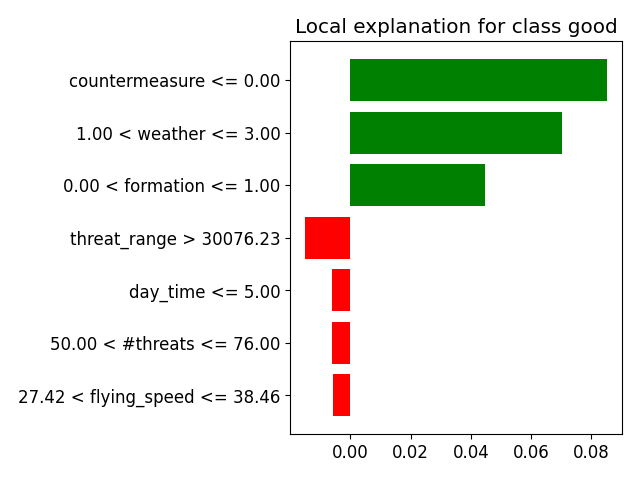 Local explanation for class good
countermeasure <= 0.00
1.00 < weather <= 3.00
0.00 < formation <= 1.00
threat_range > 30076.23
day_time <= 5.00
50.00 < #threats <= 76.00
27.42 < flying_speed <= 38.46
0.00 0.02 0.04 0.06 0.08